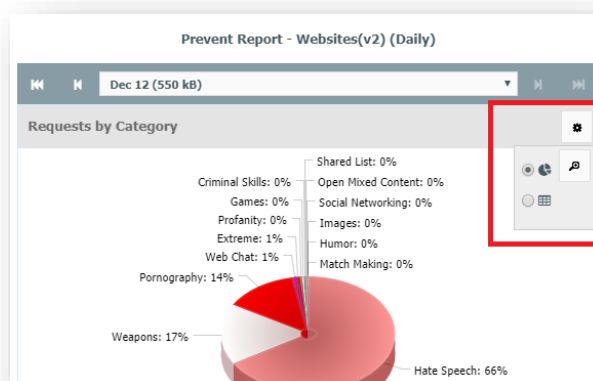 Prevent Report - Websites(v2) (Daily)
Dec 12 (550 kB)
Requests by Category
Shared List: 0%
Criminal Skills: 0%
Open Mixed Content: 0%
Games: 0%
Social Networking: 0%
Profanity: 0%
Images: 0%
Extreme: 1%
Humor: 0%
Web Chat: 1%
Match Making: 0%
Pornography: 14%
Weapons: 17%
Hate Speech: 66%